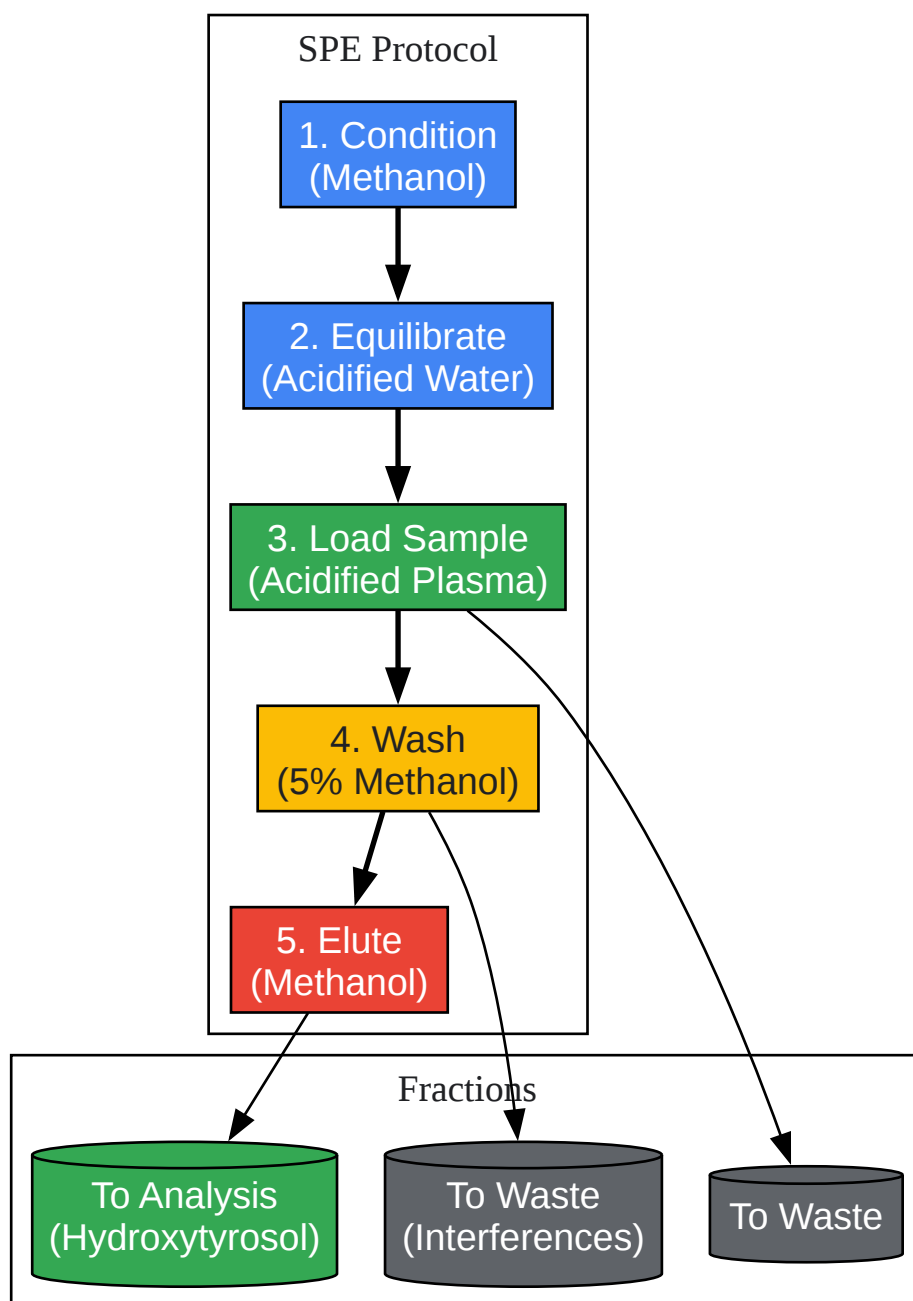 SPE Protocol
1. Condition
(Methanol)
2. Equilibrate
(Acidified Water)
3. Load Sample
(Acidified Plasma)
4. Wash
(5% Methanol)
5. Elute
(Methanol)
Fractions
To Analysis
(Hydroxytyrosol)
To Waste
(Interferences)
To Waste